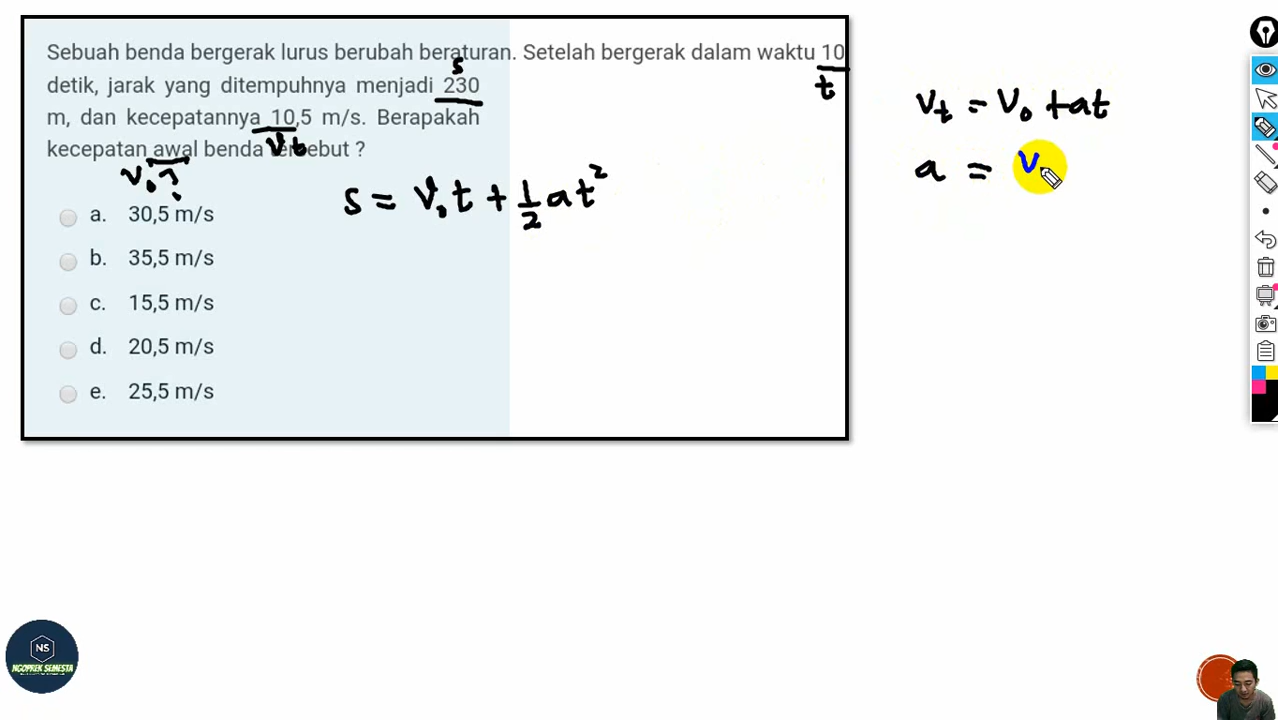 Sebuah benda bergerak lurus berubah beraturan. Setelah bergerak dalam waktu 10
detik, jarak yang ditempuhnya menjadi 230
m, dan kecepatannya 10,5 m/s. Berapakah
kecepatan awal benda tersebut ?
s
t
Vt
V₀ ?
a. 30,5 m/s
b. 35,5 m/s
c. 15,5 m/s
d. 20,5 m/s
e. 25,5 m/s
s = V₀t + ½at²
Vt = V₀ + at
a = V
NS
NGOPREK SEMESTA